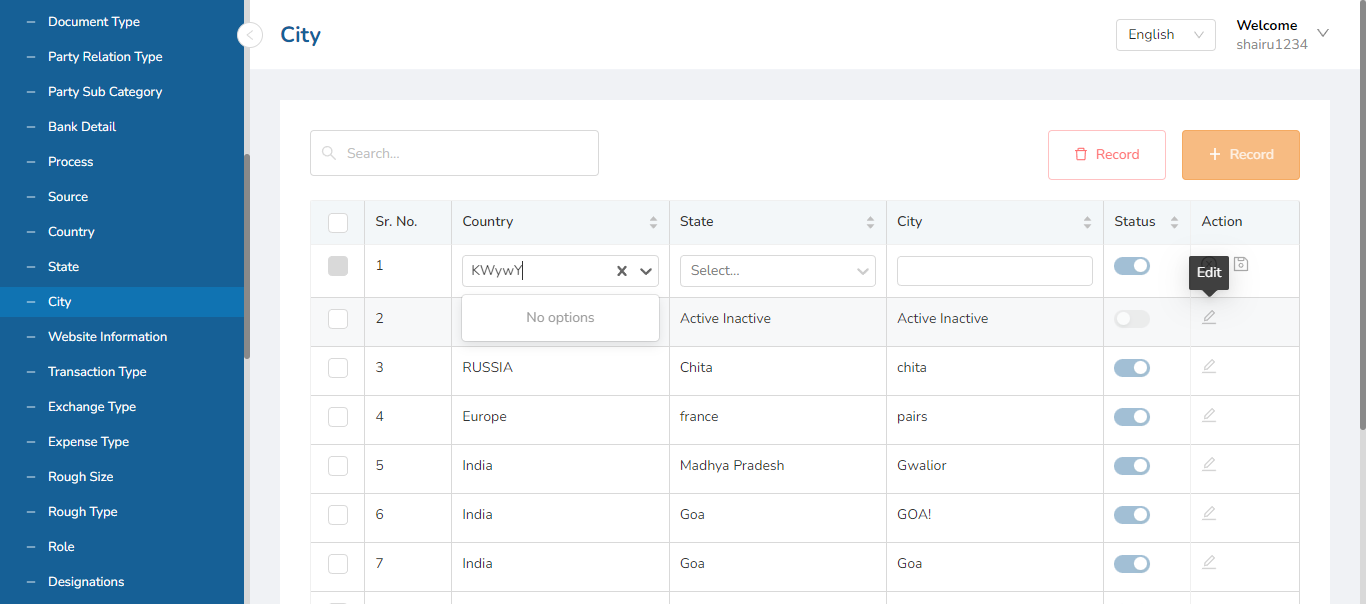 Document Type
Party Relation Type
Party Sub Category
Bank Detail
Process
Source
Country
State
City
Website Information
Transaction Type
Exchange Type
Expense Type
Rough Size
Rough Type
Role
Designations
City
English
Welcome
shairu1234
Search...
Record
+ Record
Sr. No. Country State City Status Action
1 KWywY Select...
Edit
No options
2 Active Inactive Active Inactive
3 RUSSIA Chita chita
4 Europe france pairs
5 India Madhya Pradesh Gwalior
6 India Goa GOA!
7 India Goa Goa